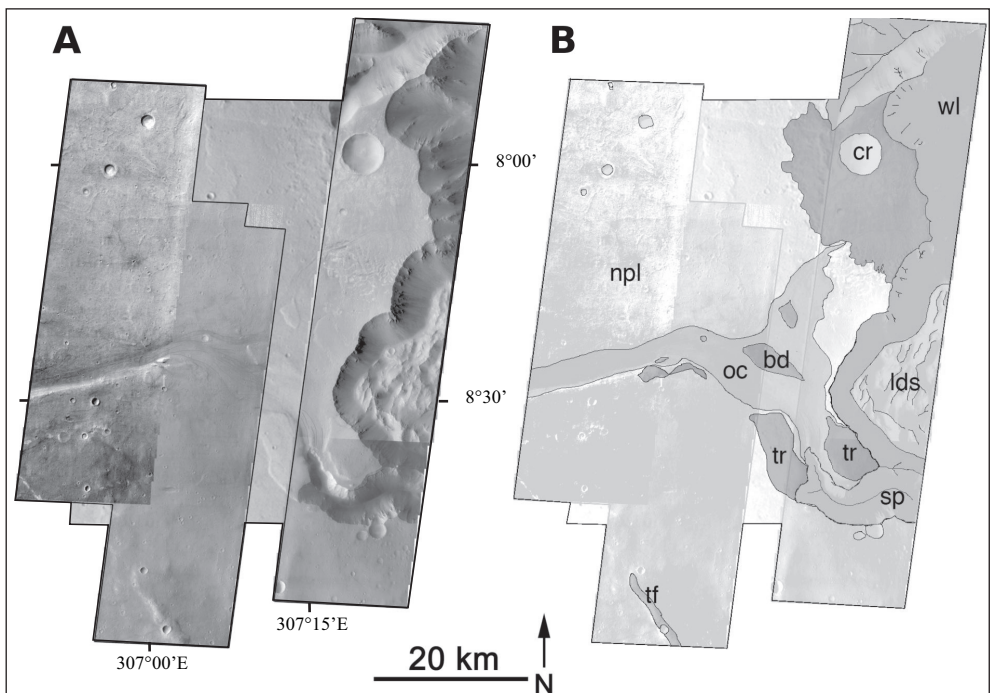 A
B
8°00’
8°30’
307°15’E
307°00’E
20 km
N
wl
cr
npl
bd
oc
lds
tr
tr
sp
tf